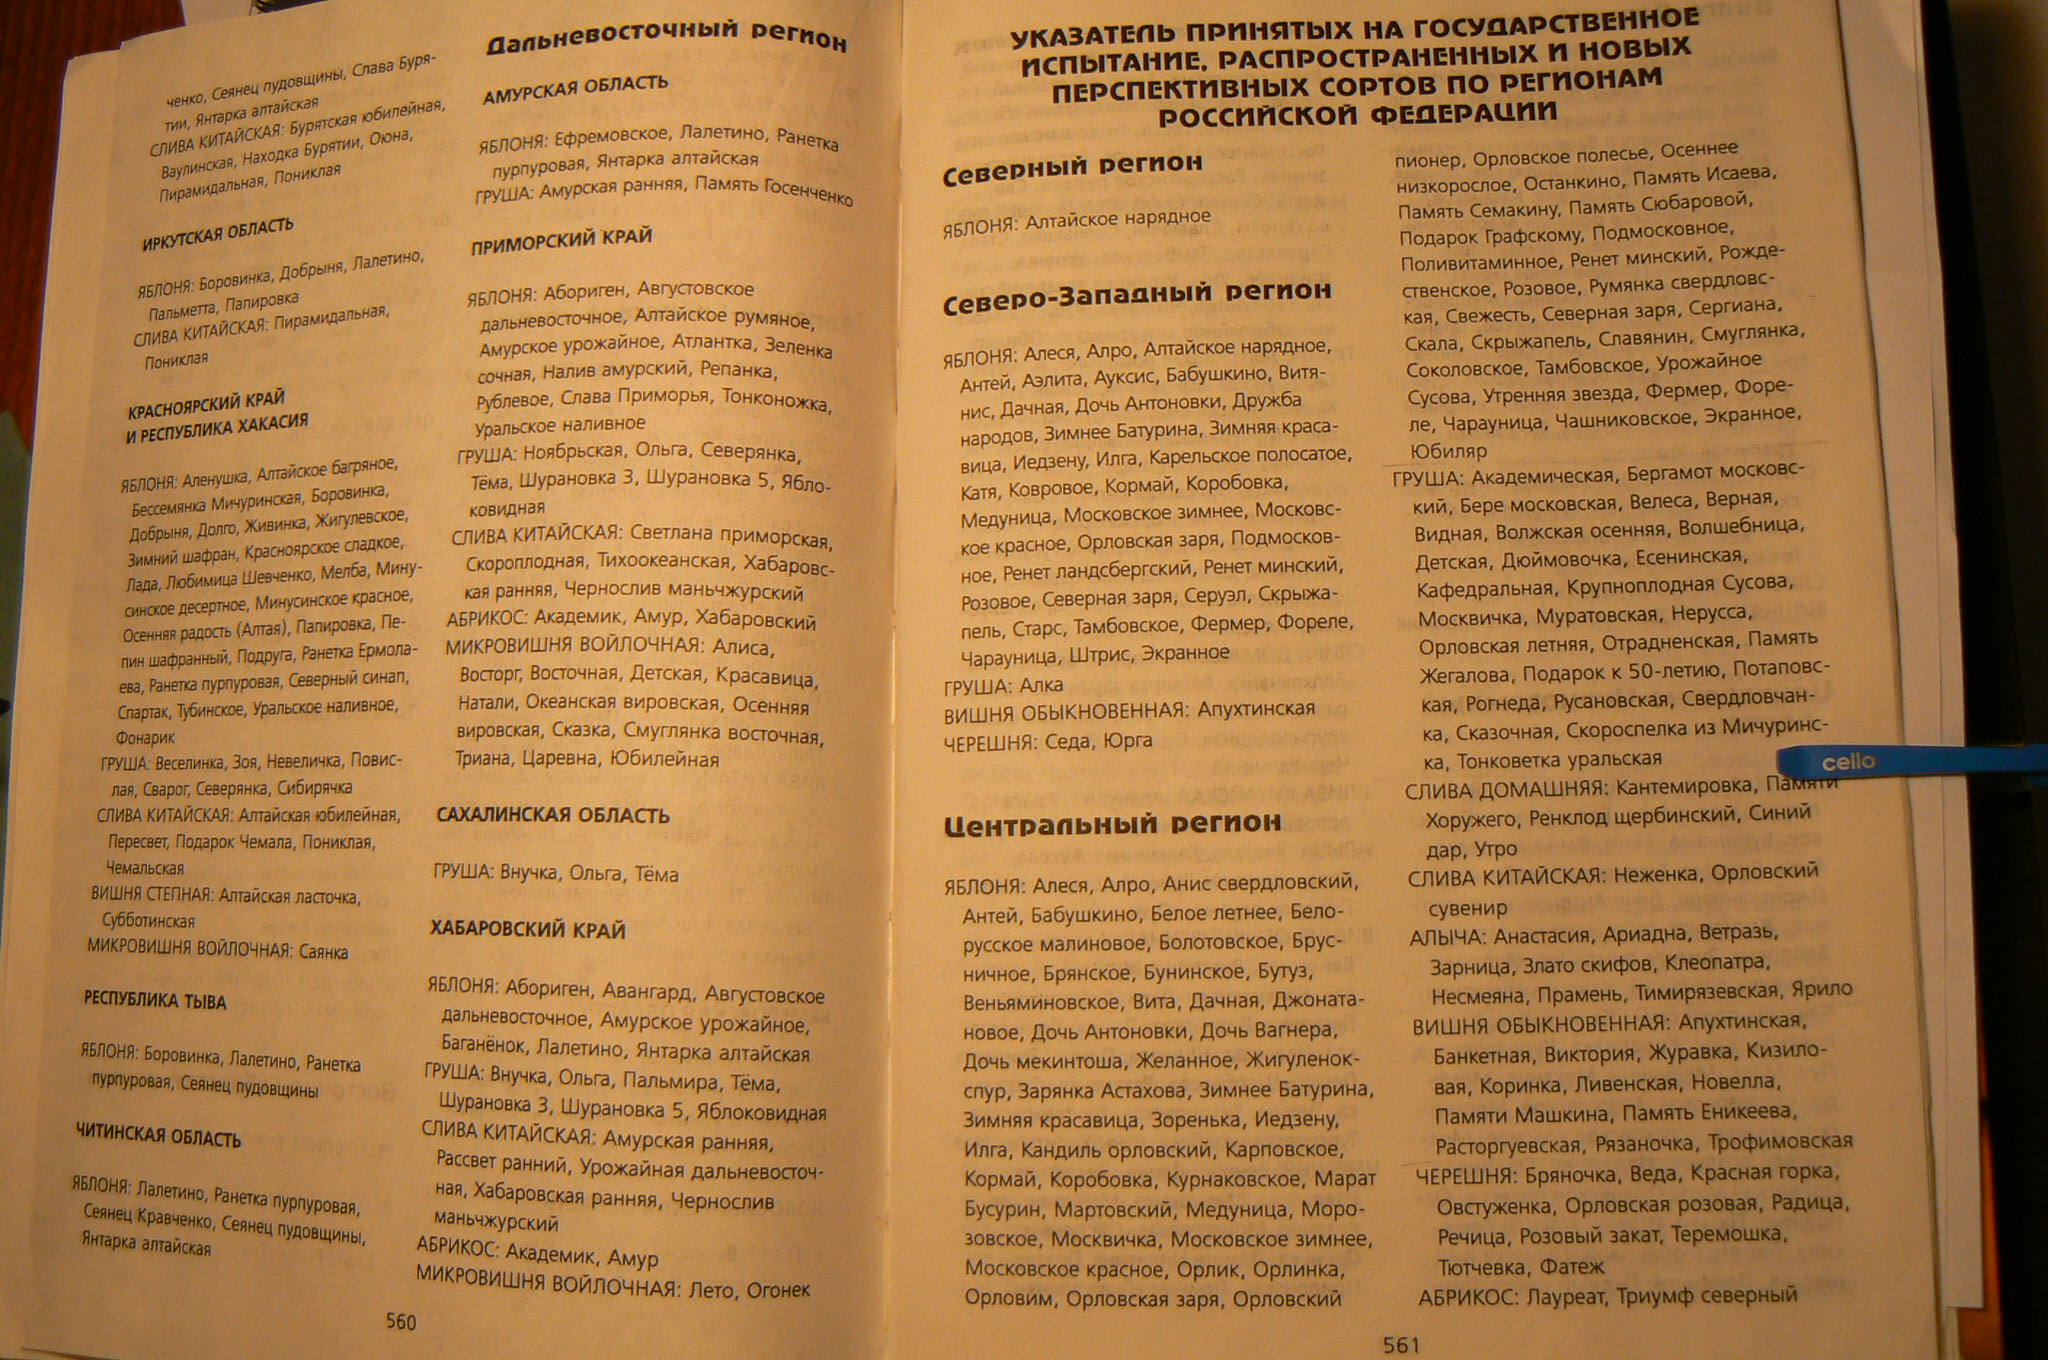 ченко, Сеянец пудовщины, Слава Буря-
тии, Янтарка алтайская
СЛИВА КИТАЙСКАЯ: Бурятская юбилейная,
Ваулинская, Находка Бурятии, Оюна,
Пирамидальная, Пониклая
ИРКУТСКАЯ ОБЛАСТЬ
ЯБЛОНЯ: Боровинка, Добрыня, Лалетино,
Пальметта, Папировка
СЛИВА КИТАЙСКАЯ: Пирамидальная,
Пониклая
КРАСНОЯРСКИЙ КРАЙ
И РЕСПУБЛИКА ХАКАСИЯ
ЯБЛОНЯ: Аленушка, Алтайское багряное,
Бессемянка Мичуринская, Боровинка,
Добрыня, Долго, Живинка, Жигулевское,
Зимний шафран, Красноярское сладкое,
Лада, Любимица Шевченко, Мелба, Мину-
синское десертное, Минусинское красное,
Осенняя радость (Алтая), Папировка, Пе-
пин шафранный, Подруга, Ранетка Ермола-
ева, Ранетка пурпуровая, Северный синап,
Спартак, Тубинское, Уральское наливное,
Фонарик
ГРУША: Веселинка, Зоя, Невеличка, Повис-
лая, Сварог, Северянка, Сибирячка
СЛИВА КИТАЙСКАЯ: Алтайская юбилейная,
Пересвет, Подарок Чемала, Пониклая,
Чемальская
ВИШНЯ СТЕПНАЯ: Алтайская ласточка,
Субботинская
МИКРОВИШНЯ ВОЙЛОЧНАЯ: Саянка
РЕСПУБЛИКА ТЫВА
ЯБЛОНЯ: Боровинка, Лалетино, Ранетка
пурпуровая, Сеянец пудовщины
ЧИТИНСКАЯ ОБЛАСТЬ
ЯБЛОНЯ: Лалетино, Ранетка пурпуровая,
Сеянец Кравченко, Сеянец пудовщины,
Янтарка алтайская
Дальневосточный регион
АМУРСКАЯ ОБЛАСТЬ
ЯБЛОНЯ: Ефремовское, Лалетино, Ранетка
пурпуровая, Янтарка алтайская
ГРУША: Амурская ранняя, Память Госенченко
ПРИМОРСКИЙ КРАЙ
ЯБЛОНЯ: Абориген, Августовское
дальневосточное, Алтайское румяное,
Амурское урожайное, Атлантка, Зеленка
сочная, Налив амурский, Репанка,
Рублевое, Слава Приморья, Тонконожка,
Уральское наливное
ГРУША: Ноябрьская, Ольга, Северянка,
Тёма, Шурановка 3, Шурановка 5, Ябло-
ковидная
СЛИВА КИТАЙСКАЯ: Светлана приморская,
Скороплодная, Тихоокеанская, Хабаровс-
кая ранняя, Чернослив маньчжурский
АБРИКОС: Академик, Амур, Хабаровский
МИКРОВИШНЯ ВОЙЛОЧНАЯ: Алиса,
Восторг, Восточная, Детская, Красавица,
Натали, Океанская вировская, Осенняя
вировская, Сказка, Смуглянка восточная,
Триана, Царевна, Юбилейная
САХАЛИНСКАЯ ОБЛАСТЬ
ГРУША: Внучка, Ольга, Тёма
ХАБАРОВСКИЙ КРАЙ
ЯБЛОНЯ: Абориген, Авангард, Августовское
дальневосточное, Амурское урожайное,
Баганёнок, Лалетино, Янтарка алтайская
ГРУША: Внучка, Ольга, Пальмира, Тёма,
Шурановка 3, Шурановка 5, Яблоковидная
СЛИВА КИТАЙСКАЯ: Амурская ранняя,
Рассвет ранний, Урожайная дальневосточ-
ная, Хабаровская ранняя, Чернослив
маньчжурский
АБРИКОС: Академик, Амур
МИКРОВИШНЯ ВОЙЛОЧНАЯ: Лето, Огонек
560
УКАЗАТЕЛЬ ПРИНЯТЫХ НА ГОСУДАРСТВЕННОЕ
ИСПЫТАНИЕ, РАСПРОСТРАНЕННЫХ И НОВЫХ
ПЕРСПЕКТИВНЫХ СОРТОВ ПО РЕГИОНАМ
РОССИЙСКОЙ ФЕДЕРАЦИИ
Северный регион
ЯБЛОНЯ: Алтайское нарядное
Северо-Западный регион
ЯБЛОНЯ: Алеся, Алро, Алтайское нарядное,
Антей, Аэлита, Ауксис, Бабушкино, Витя-
нис, Дачная, Дочь Антоновки, Дружба
народов, Зимнее Батурина, Зимняя краса-
вица, Иедзену, Илга, Карельское полосатое,
Катя, Ковровое, Кормай, Коробовка,
Медуница, Московское зимнее, Московс-
кое красное, Орловская заря, Подмосков-
ное, Ренет ландсбергский, Ренет минский,
Розовое, Северная заря, Серуэл, Скрыжа-
пель, Старс, Тамбовское, Фермер, Фореле,
Чарауница, Штрис, Экранное
ГРУША: Алка
ВИШНЯ ОБЫКНОВЕННАЯ: Апухтинская
ЧЕРЕШНЯ: Седа, Юрга
Центральный регион
ЯБЛОНЯ: Алеся, Алро, Анис свердловский,
Антей, Бабушкино, Белое летнее, Бело-
русское малиновое, Болотовское, Брус-
ничное, Брянское, Бунинское, Бутуз,
Веньяминовское, Вита, Дачная, Джоната-
новое, Дочь Антоновки, Дочь Вагнера,
Дочь мекинтоша, Желанное, Жигуленок-
спур, Зарянка Астахова, Зимнее Батурина,
Зимняя красавица, Зоренька, Иедзену,
Илга, Кандиль орловский, Карповское,
Кормай, Коробовка, Курнаковское, Марат
Бусурин, Мартовский, Медуница, Моро-
зовское, Москвичка, Московское зимнее,
Московское красное, Орлик, Орлинка,
Орловим, Орловская заря, Орловский
пионер, Орловское полесье, Осеннее
низкорослое, Останкино, Память Исаева,
Память Семакину, Память Сюбаровой,
Подарок Графскому, Подмосковное,
Поливитаминное, Ренет минский, Рожде-
ственское, Розовое, Румянка свердловс-
кая, Свежесть, Северная заря, Сергиана,
Скала, Скрыжапель, Славянин, Смуглянка,
Соколовское, Тамбовское, Урожайное
Сусова, Утренняя звезда, Фермер, Форе-
ле, Чарауница, Чашниковское, Экранное,
Юбиляр
ГРУША: Академическая, Бергамот московс-
кий, Бере московская, Велеса, Верная,
Видная, Волжская осенняя, Волшебница,
Детская, Дюймовочка, Есенинская,
Кафедральная, Крупноплодная Сусова,
Москвичка, Муратовская, Нерусса,
Орловская летняя, Отрадненская, Память
Жегалова, Подарок к 50-летию, Потаповс-
кая, Рогнеда, Русановская, Свердловчан-
ка, Сказочная, Скороспелка из Мичуринс-
ка, Тонковетка уральская
cello
СЛИВА ДОМАШНЯЯ: Кантемировка, Памяти
Хоружего, Ренклод щербинский, Синий
дар, Утро
СЛИВА КИТАЙСКАЯ: Неженка, Орловский
сувенир
АЛЫЧА: Анастасия, Ариадна, Ветразь,
Зарница, Злато скифов, Клеопатра,
Несмеяна, Прамень, Тимирязевская, Ярило
ВИШНЯ ОБЫКНОВЕННАЯ: Апухтинская,
Банкетная, Виктория, Журавка, Кизило-
вая, Коринка, Ливенская, Новелла,
Памяти Машкина, Память Еникеева,
Расторгуевская, Рязаночка, Трофимовская
ЧЕРЕШНЯ: Бряночка, Веда, Красная горка,
Овстуженка, Орловская розовая, Радица,
Речица, Розовый закат, Теремошка,
Тютчевка, Фатеж
АБРИКОС: Лауреат, Триумф северный
561